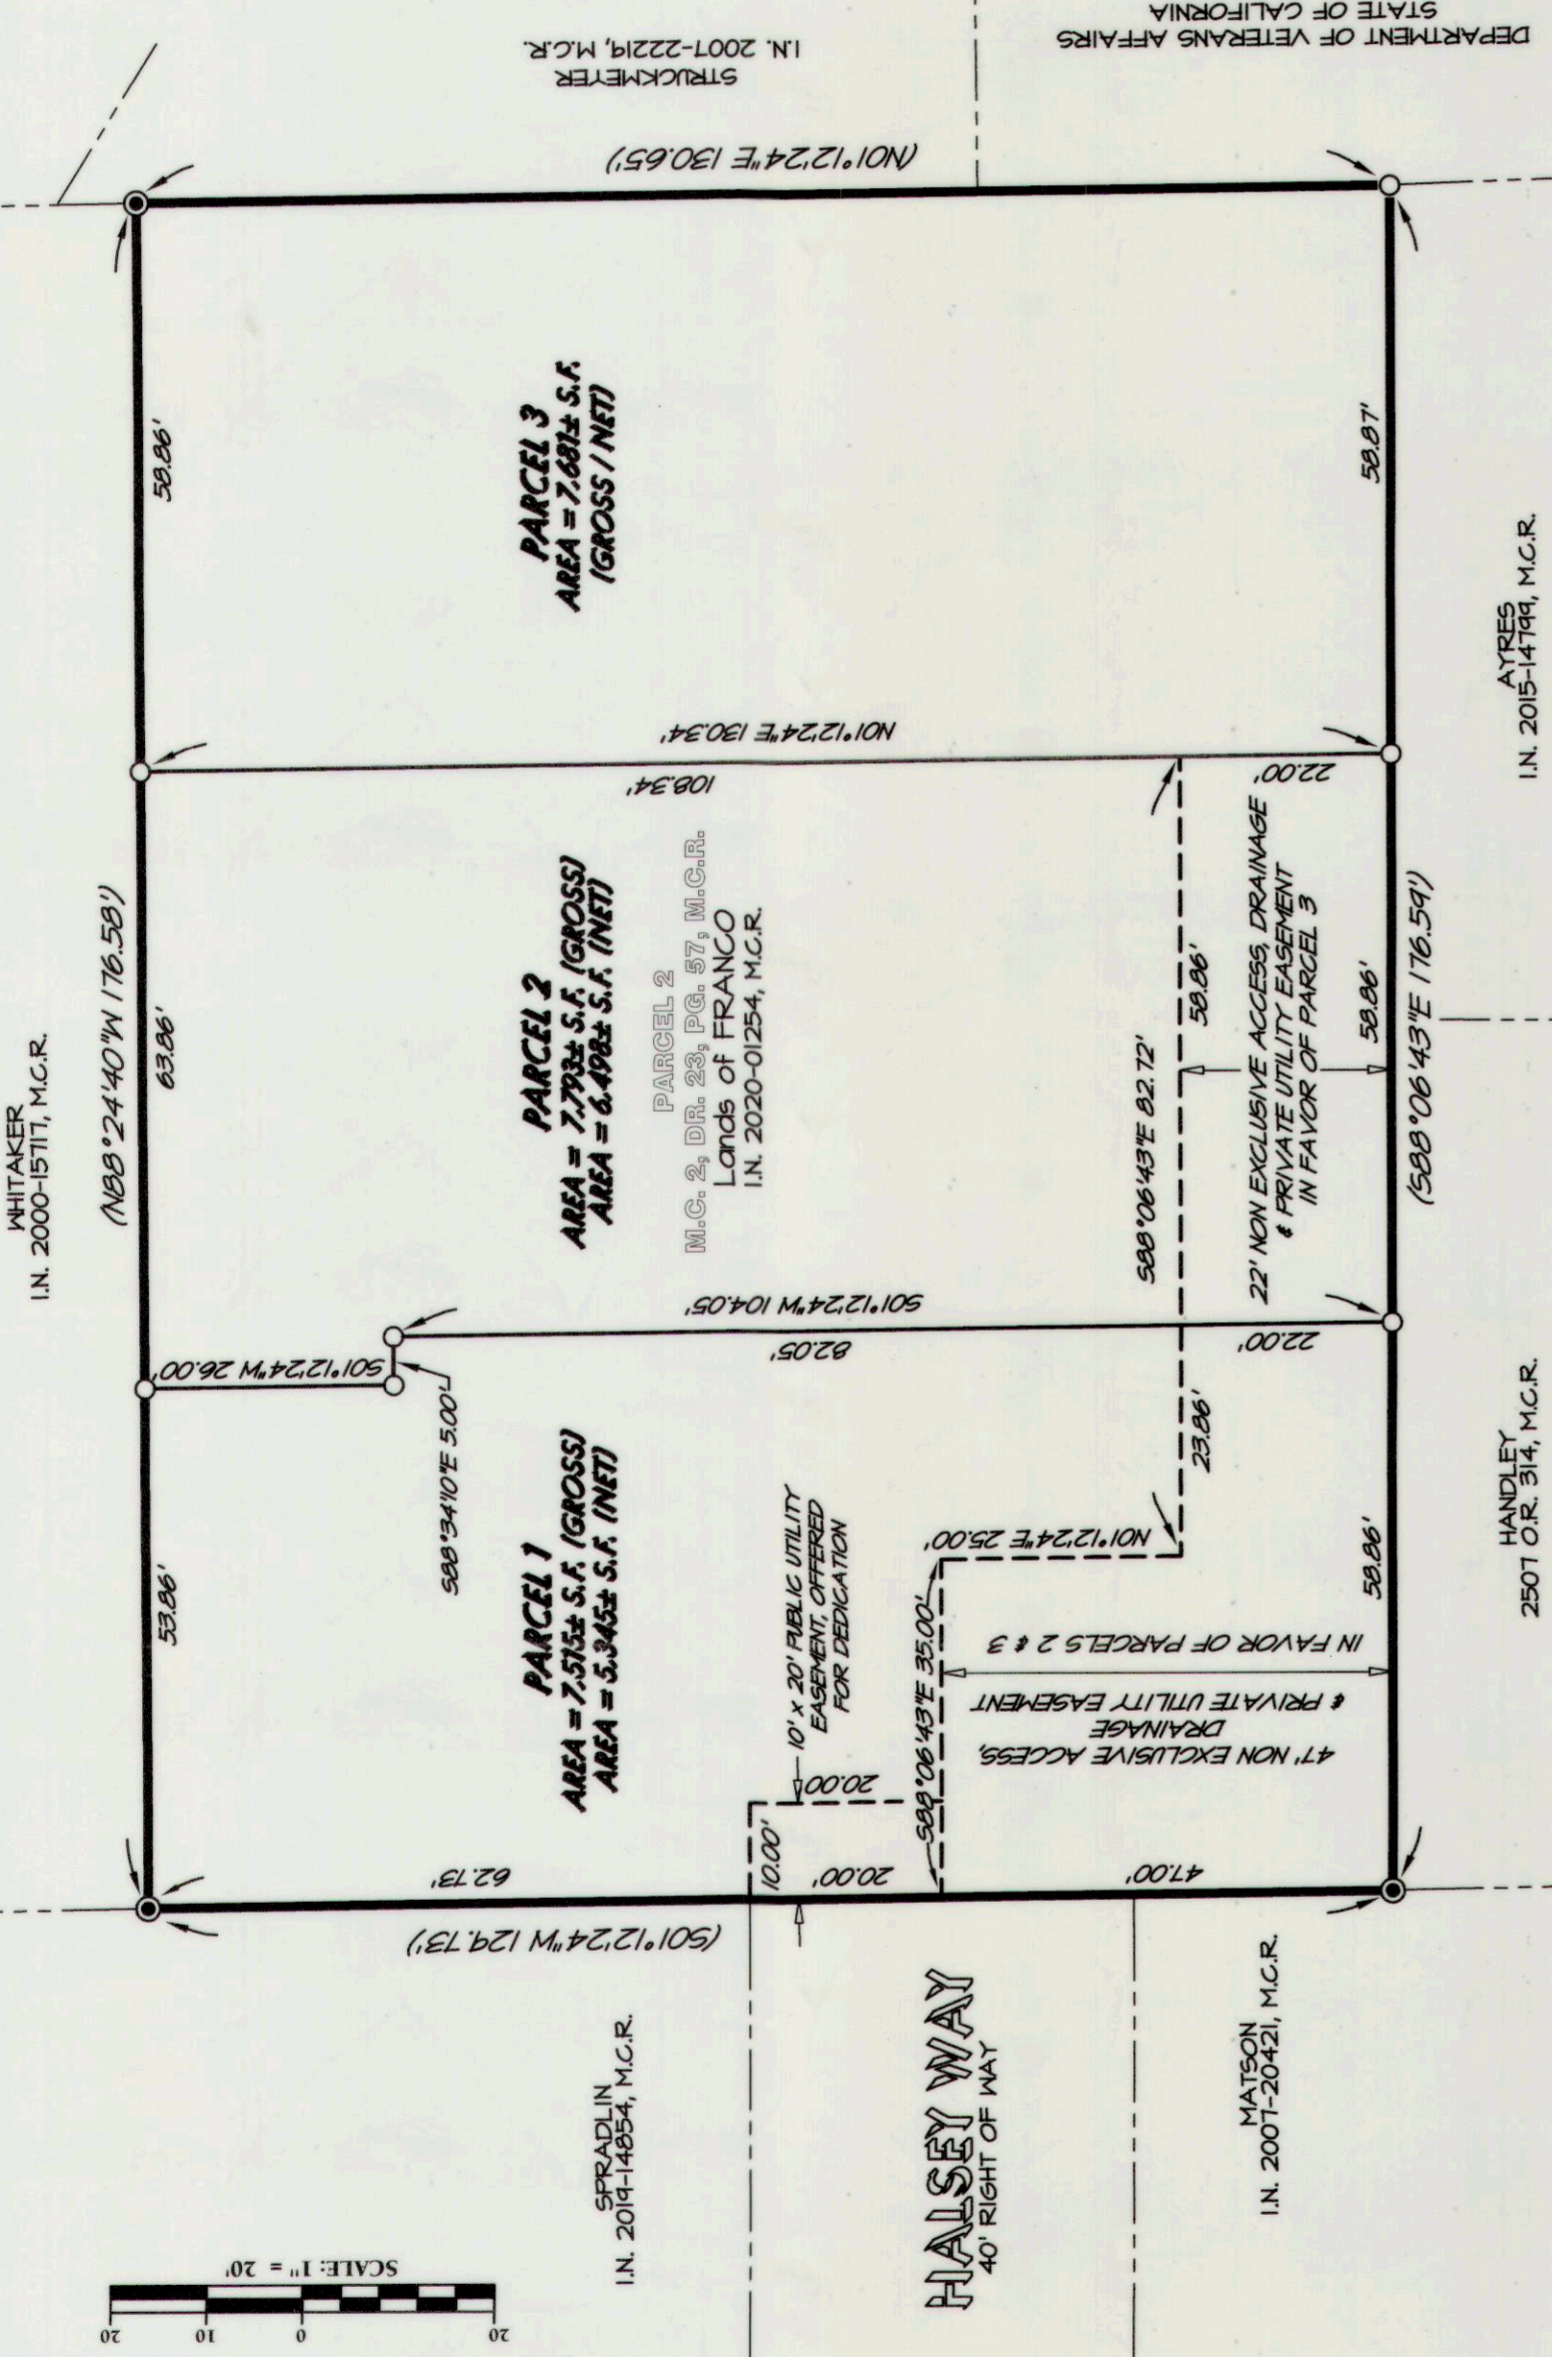 WHITAKER
I.N. 2000-15717, M.C.R.
(N88°24'40"W 176.58')
53.86'
63.86'
58.86'
S01°12'24"W 26.00'
S88°34'10"E 5.00'
SPRADLIN
I.N. 2019-14854, M.C.R.
(S01°12'24"W 129.73')
62.73'
PARCEL 1
AREA = 7,515± S.F. (GROSS)
AREA = 5,345± S.F. (NET)
PARCEL 2
AREA = 7,793± S.F. (GROSS)
AREA = 6,498± S.F. (NET)
PARCEL 2
M.C. 2, DR. 23, PG. 57, M.C.R.
Lands of FRANCO
I.N. 2020-01254, M.C.R.
PARCEL 3
AREA = 7,681± S.F.
(GROSS / NET)
STRUCKMEYER
I.N. 2007-22219, M.C.R.
(N01°12'24"E 130.65')
N01°12'24"E 130.34'
108.34'
22.00'
S01°12'24"W 104.05'
82.05'
22.00'
10' x 20' PUBLIC UTILITY
EASEMENT, OFFERED
FOR DEDICATION
10.00'
20.00'
20.00'
S88°06'43"E 35.00'
N01°12'24"E 25.00'
47.00'
47' NON EXCLUSIVE ACCESS,
DRAINAGE
& PRIVATE UTILITY EASEMENT
IN FAVOR OF PARCELS 2 & 3
S88°06'43"E 82.72'
23.86'
58.86'
22' NON EXCLUSIVE ACCESS, DRAINAGE
& PRIVATE UTILITY EASEMENT
IN FAVOR OF PARCEL 3
58.86'
58.86'
58.87'
(S88°06'43"E 176.59')
HALSEY WAY
40' RIGHT OF WAY
MATSON
I.N. 2007-20421, M.C.R.
HANDLEY
2507 O.R. 314, M.C.R.
AYRES
I.N. 2015-14799, M.C.R.
DEPARTMENT OF VETERANS AFFAIRS
STATE OF CALIFORNIA
SCALE: 1" = 20'
20 0 10 20